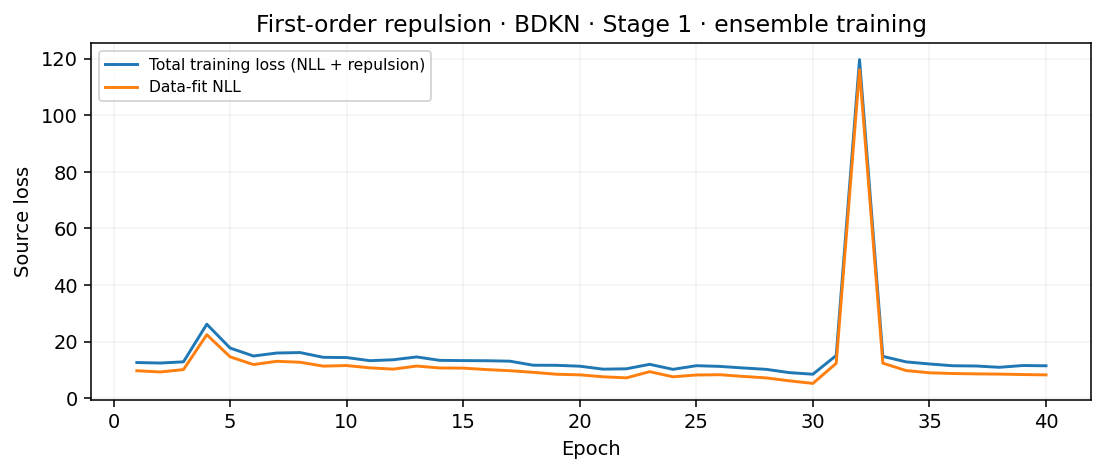 First-order repulsion · BDKN · Stage 1 · ensemble training
Total training loss (NLL + repulsion)
Data-fit NLL
Source loss
120
100
80
60
40
20
0
0 5 10 15 20 25 30 35 40
Epoch